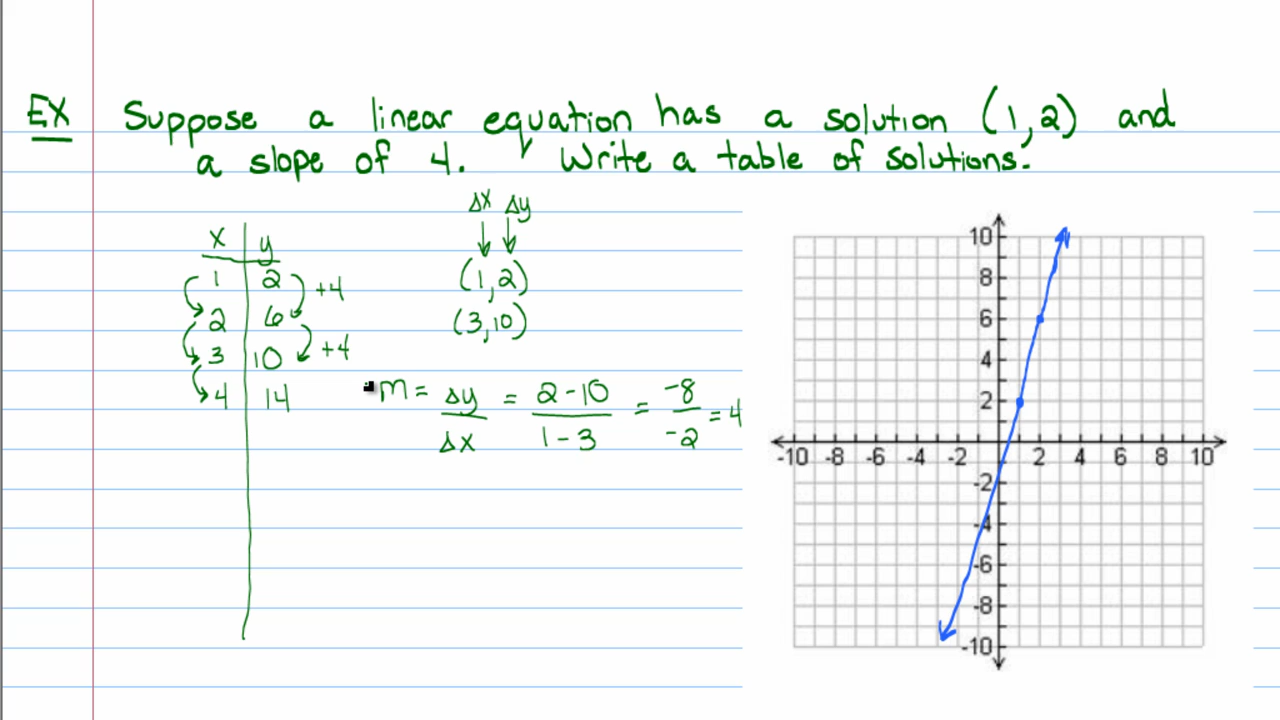 EX Suppose a linear equation has a solution (1,2) and
a slope of 4. Write a table of solutions.
Δx Δy
x y
1 2 +4
2 6
3 10 +4
4 14
(1,2)
(3,10)
m = Δy/Δx = 2-10/1-3 = -8/-2 = 4
10
8
6
4
2
-10 -8 -6 -4 -2 2 4 6 8 10
-2
-4
-6
-8
-10